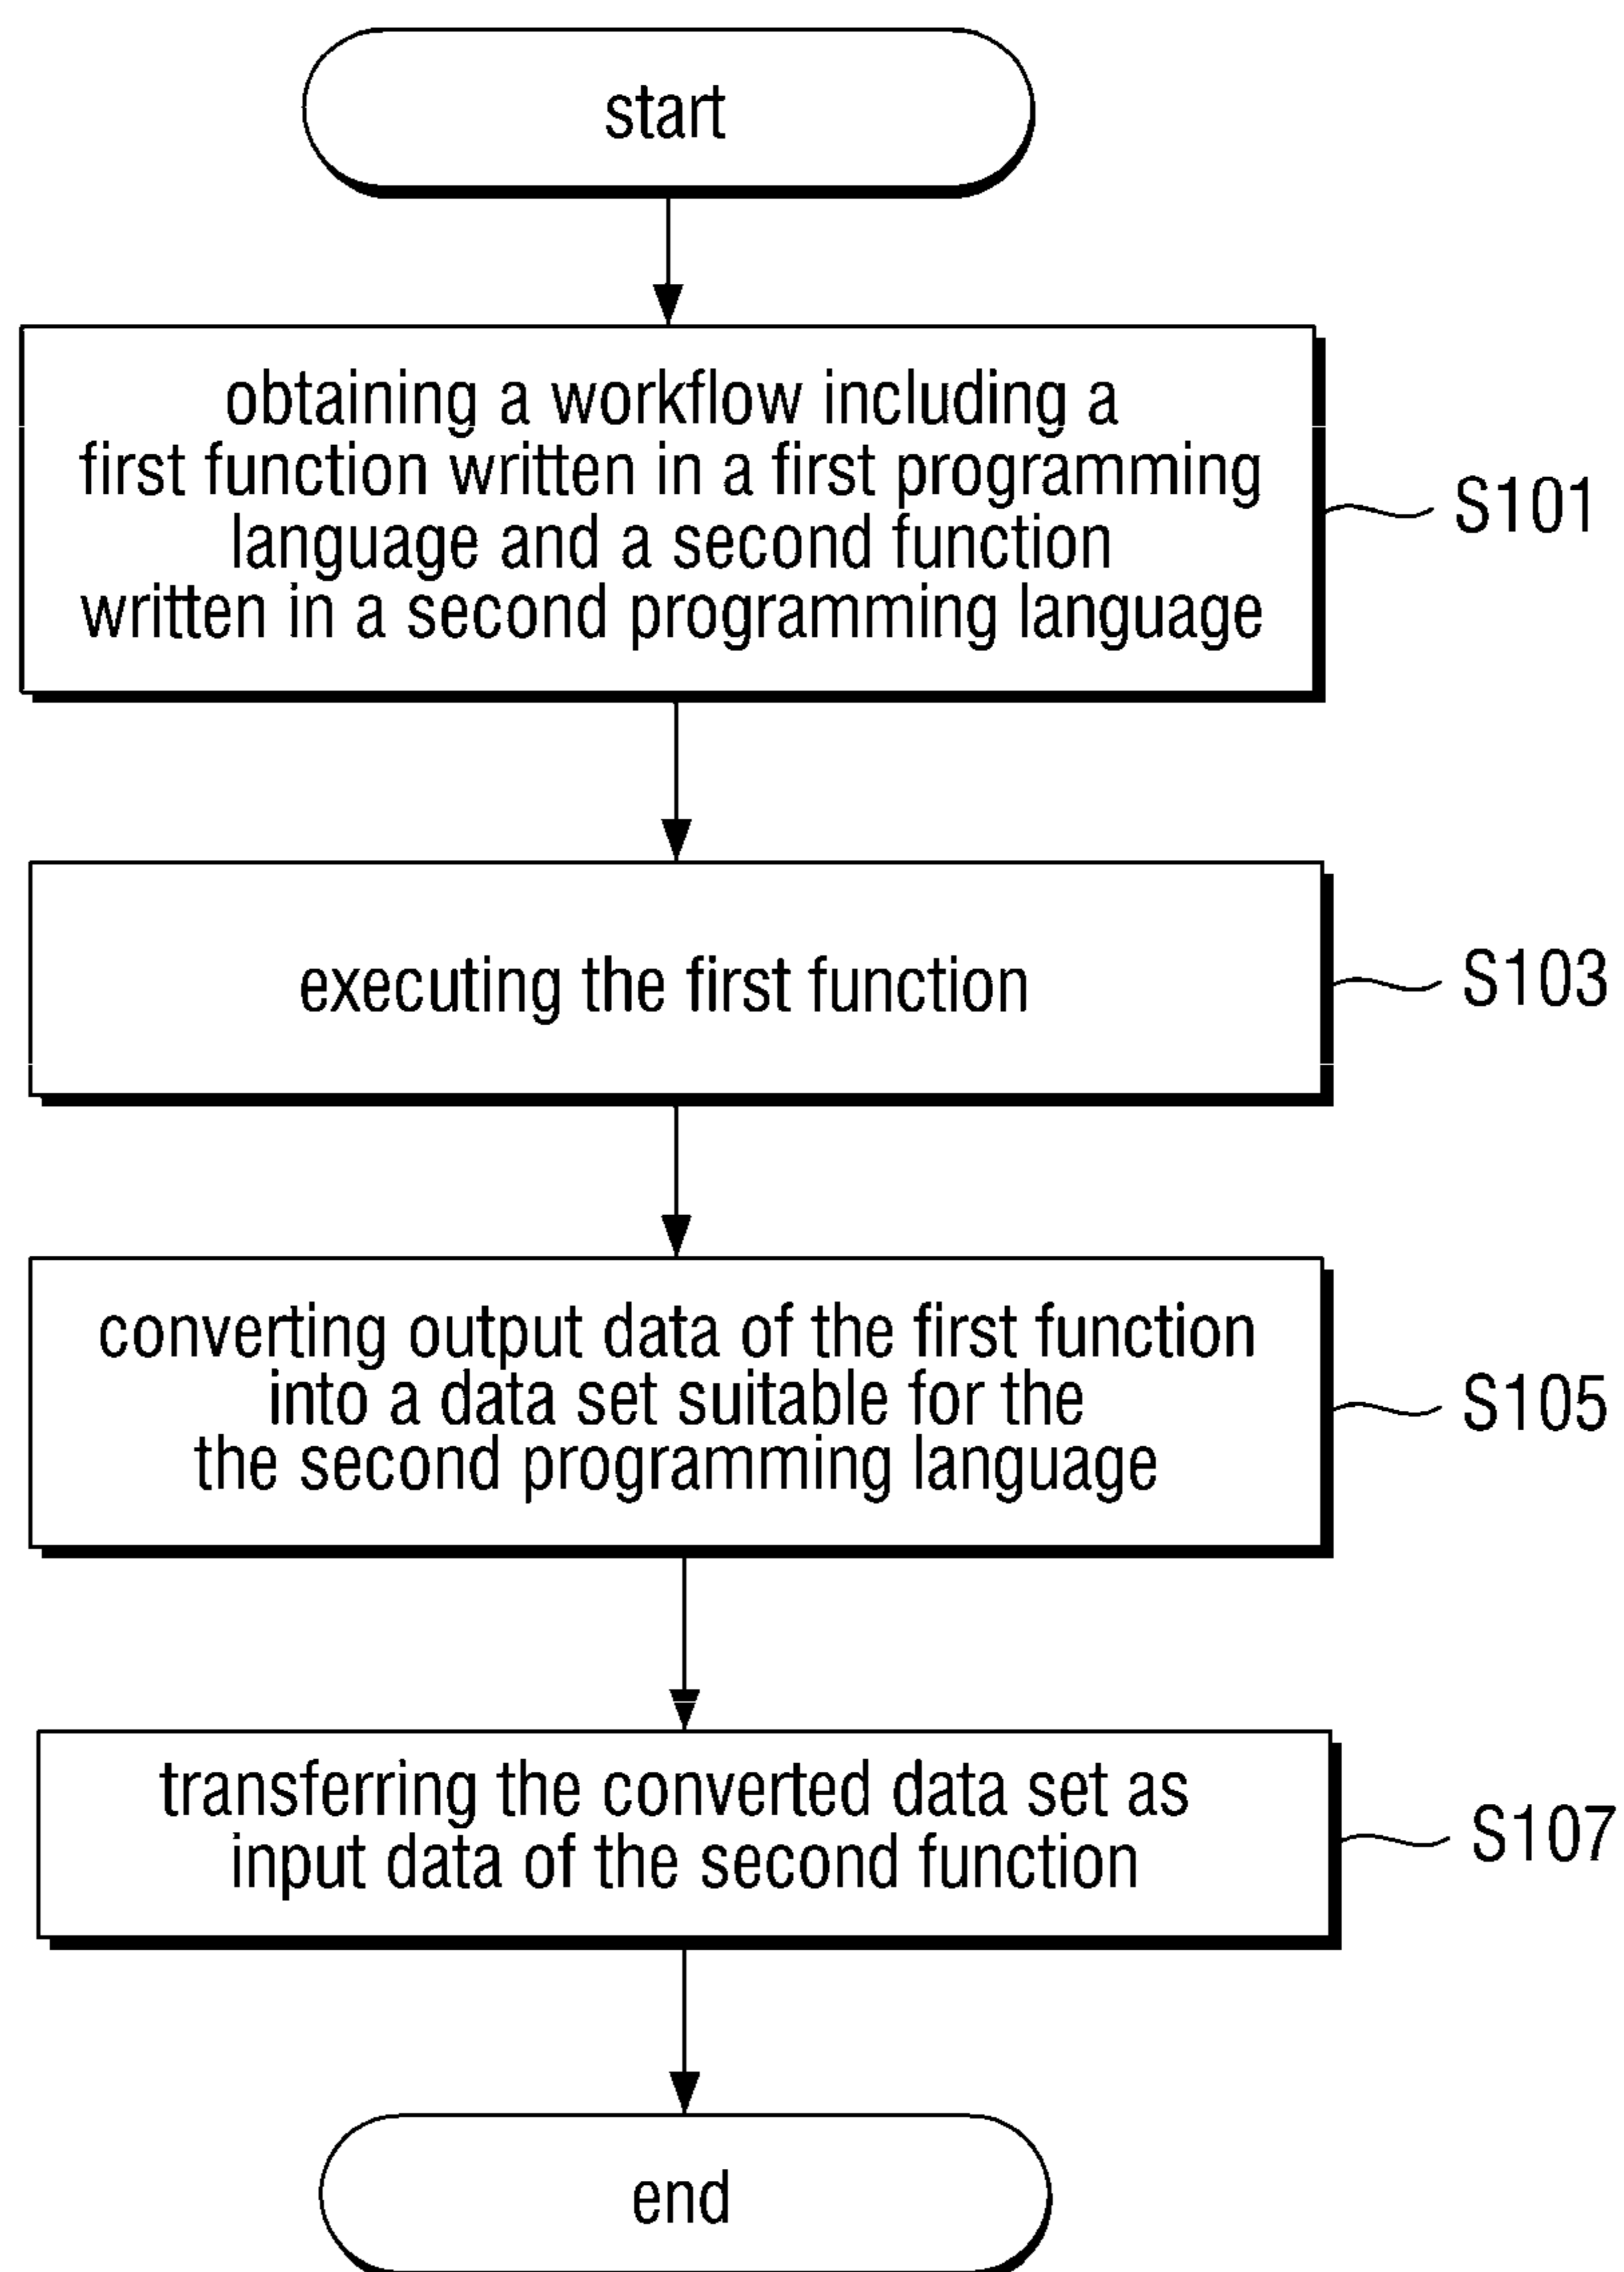 start
obtaining a workflow including a
first function written in a first programming
language and a second function
written in a second programming language
S101
executing the first function
S103
converting output data of the first function
into a data set suitable for the
the second programming language
S105
transferring the converted data set as
input data of the second function
S107
end